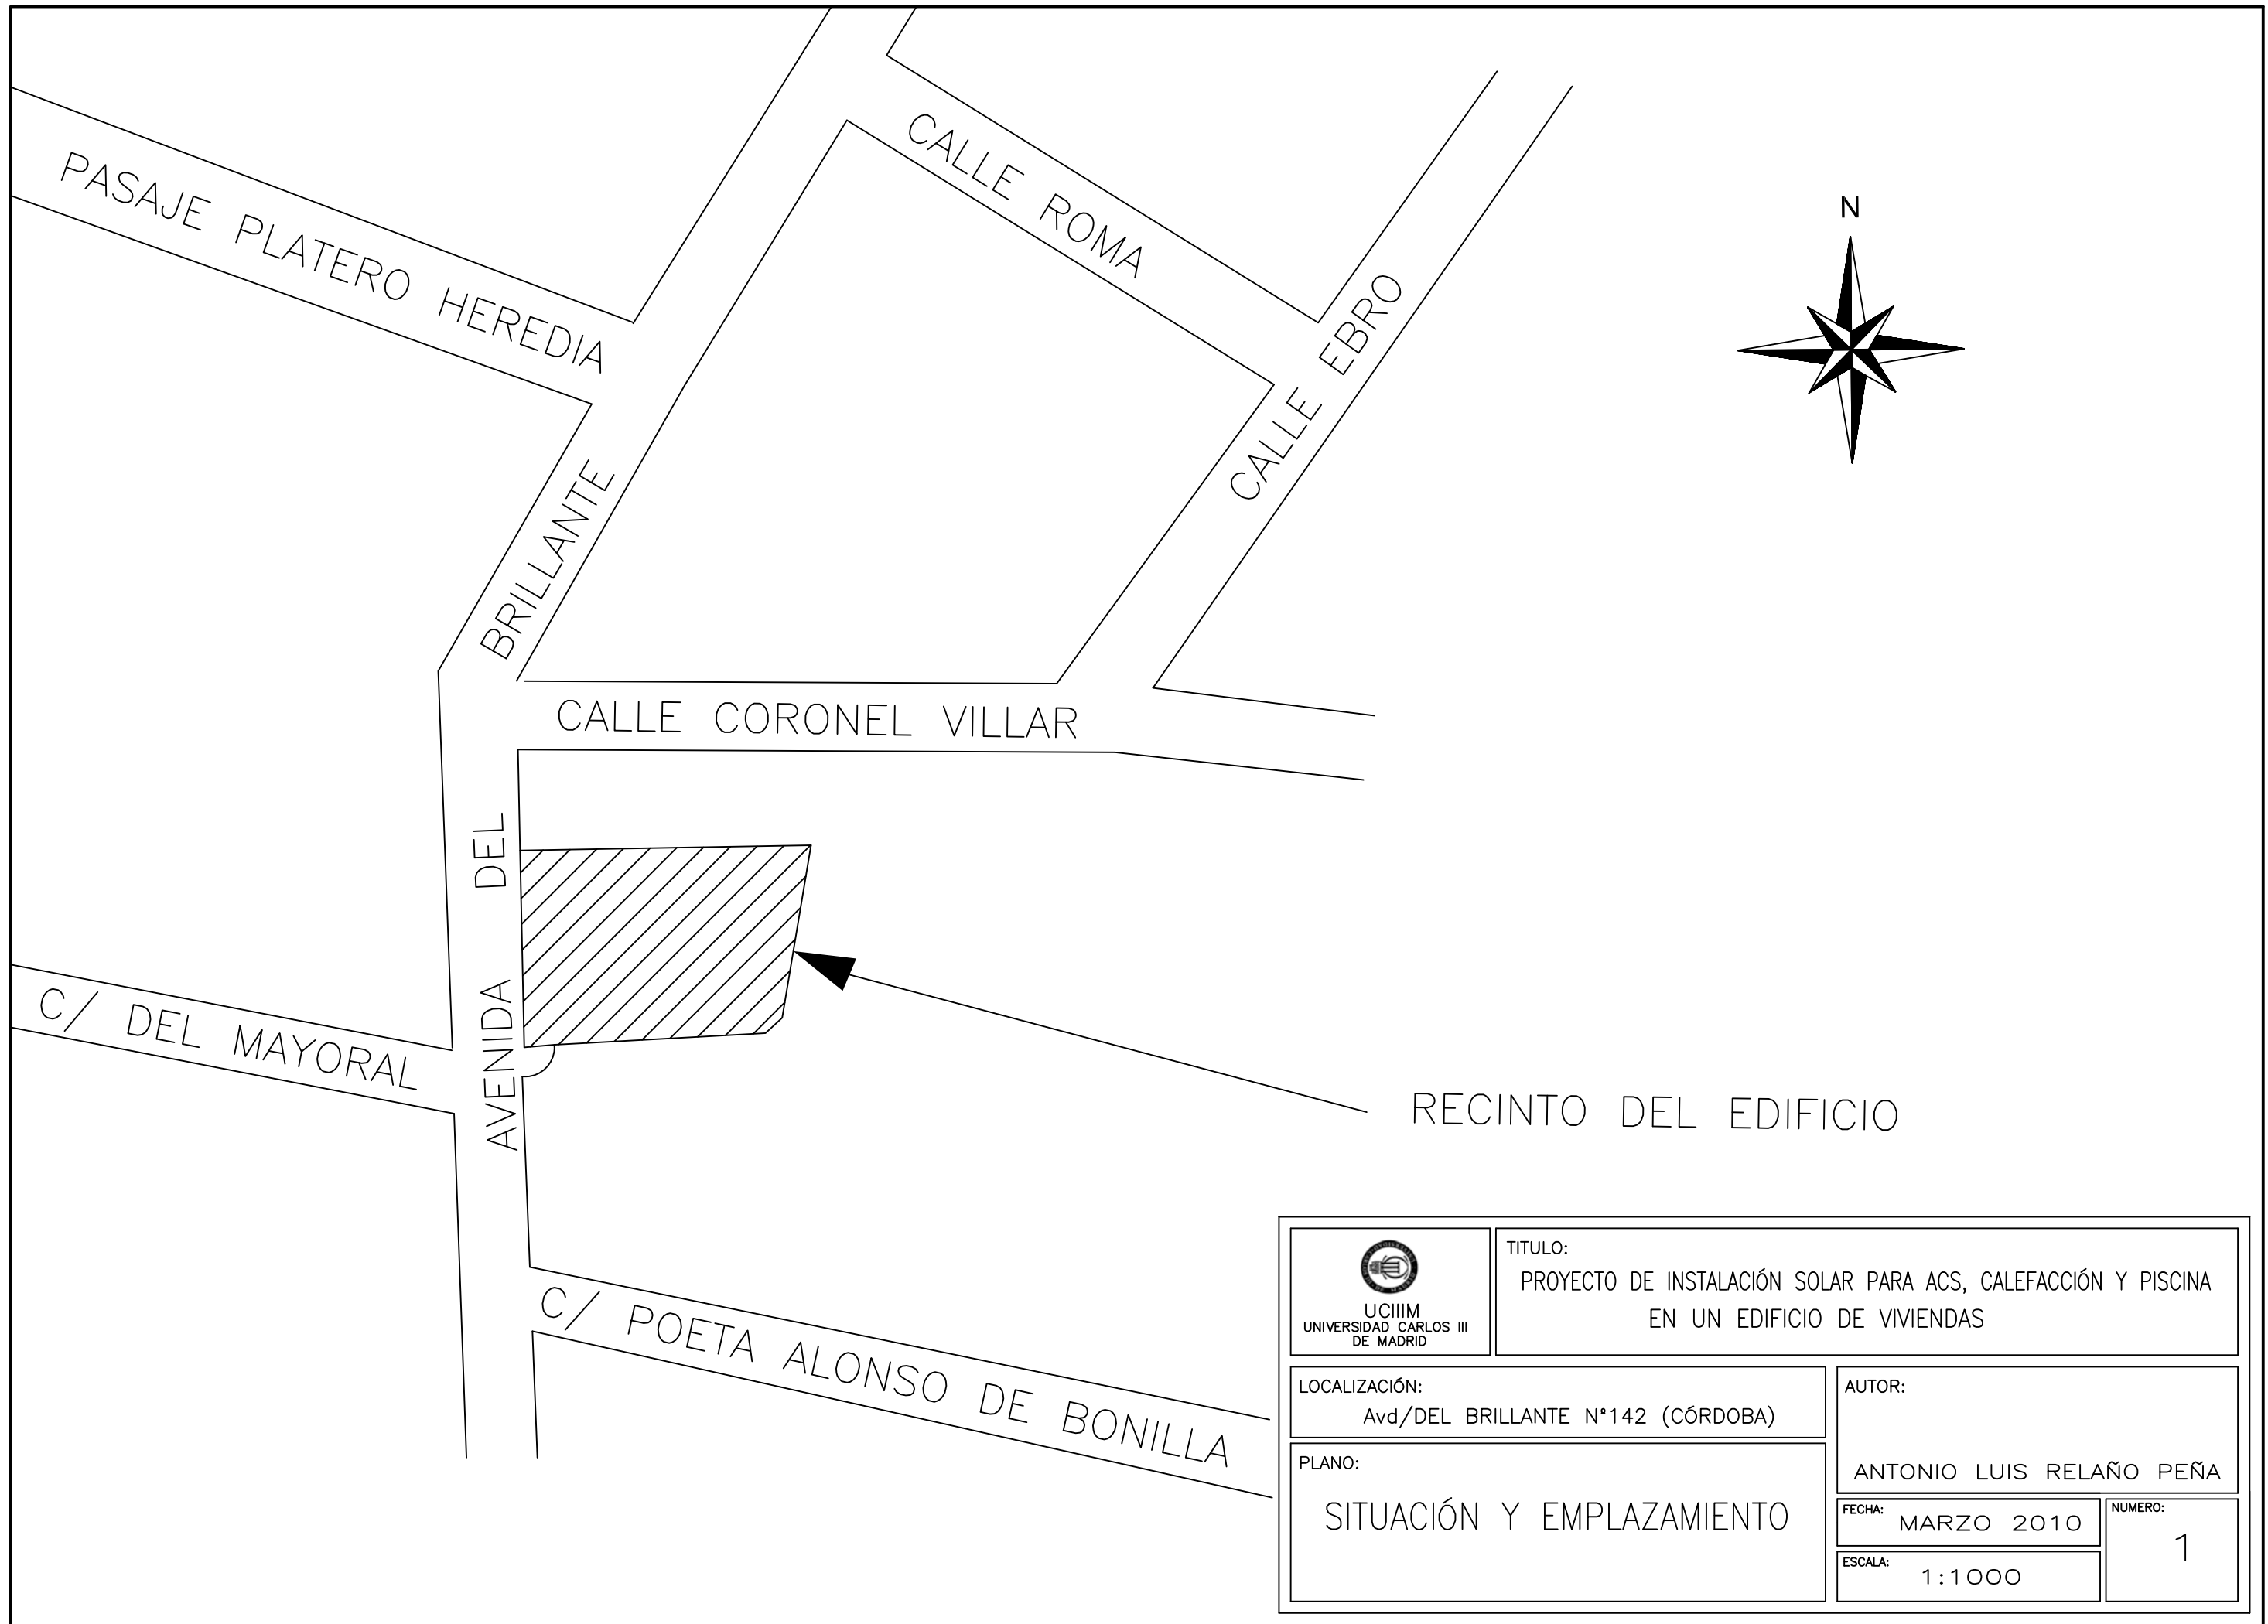 CALLE ROMA
PASAJE PLATERO HEREDIA
N
CALLE EBRO
BRILLANTE
CALLE CORONEL VILLAR
AVENIDA DEL
C/ DEL MAYORAL
RECINTO DEL EDIFICIO
C/ POETA ALONSO DE BONILLA
UCIIIM
UNIVERSIDAD CARLOS III
DE MADRID
TITULO:
PROYECTO DE INSTALACIÓN SOLAR PARA ACS, CALEFACCIÓN Y PISCINA
EN UN EDIFICIO DE VIVIENDAS
LOCALIZACIÓN:
Avd/DEL BRILLANTE Nº142 (CÓRDOBA)
AUTOR:
ANTONIO LUIS RELAÑO PEÑA
PLANO:
SITUACIÓN Y EMPLAZAMIENTO
FECHA:
MARZO 2010
NUMERO:
1
ESCALA:
1:1000